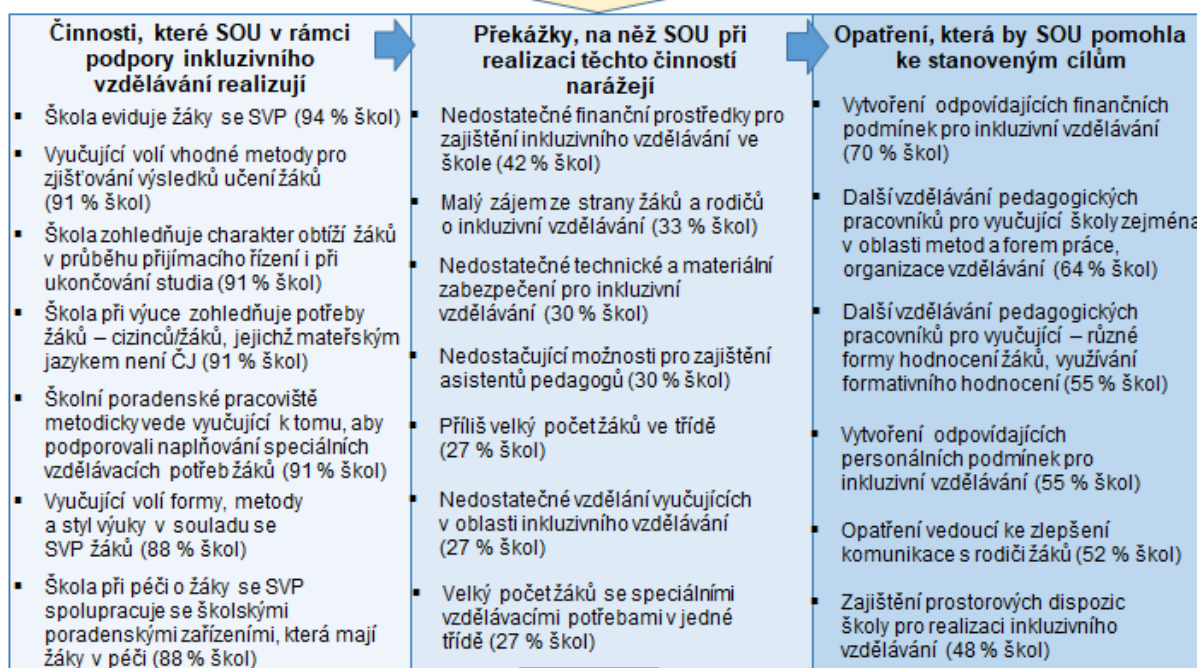 Činnosti, které SOU v rámci
podpory inkluzivního
vzdělávání realizují
▪ Škola eviduje žáky se SVP (94 % škol)
▪ Vyučující volí vhodné metody pro
zjišťování výsledků učení žáků
(91 % škol)
▪ Škola zohledňuje charakter obtíží žáků
v průběhu přijímacího řízení i při
ukončování studia (91 % škol)
▪ Škola při výuce zohledňuje potřeby
žáků – cizinců/žáků, jejichž mateřským
jazykem není ČJ (91 % škol)
▪ Školní poradenské pracoviště
metodicky vede vyučující k tomu, aby
podporovali naplňování speciálních
vzdělávacích potřeb žáků (91 % škol)
▪ Vyučující volí formy, metody
a styl výuky v souladu se
SVP žáků (88 % škol)
▪ Škola při péči o žáky se SVP
spolupracuje se školskými
poradenskými zařízeními, která mají
žáky v péči (88 % škol)
Překážky, na něž SOU při
realizaci těchto činností
narážejí
▪ Nedostatečné finanční prostředky pro
zajištění inkluzivního vzdělávání ve
škole (42 % škol)
▪ Malý zájem ze strany žáků a rodičů
o inkluzivní vzdělávání (33 % škol)
▪ Nedostatečné technické a materiální
zabezpečení pro inkluzivní
vzdělávání (30 % škol)
▪ Nedostačující možnosti pro zajištění
asistentů pedagogů (30 % škol)
▪ Příliš velký počet žáků ve třídě
(27 % škol)
▪ Nedostatečné vzdělání vyučujících
v oblasti inkluzivního vzdělávání
(27 % škol)
▪ Velký počet žáků se speciálními
vzdělávacími potřebami v jedné
třídě (27 % škol)
Opatření, která by SOU pomohla
ke stanoveným cílům
▪ Vytvoření odpovídajících finančních
podmínek pro inkluzivní vzdělávání
(70 % škol)
▪ Další vzdělávání pedagogických
pracovníků pro vyučující školy zejména
v oblasti metod a forem práce,
organizace vzdělávání (64 % škol)
▪ Další vzdělávání pedagogických
pracovníků pro vyučující – různé
formy hodnocení žáků, využívání
formativního hodnocení (55 % škol)
▪ Vytvoření odpovídajících
personálních podmínek pro
inkluzivní vzdělávání (55 % škol)
▪ Opatření vedoucí ke zlepšení
komunikace s rodiči žáků (52 % škol)
▪ Zajištění prostorových dispozic
školy pro realizaci inkluzivního
vzdělávání (48 % škol)